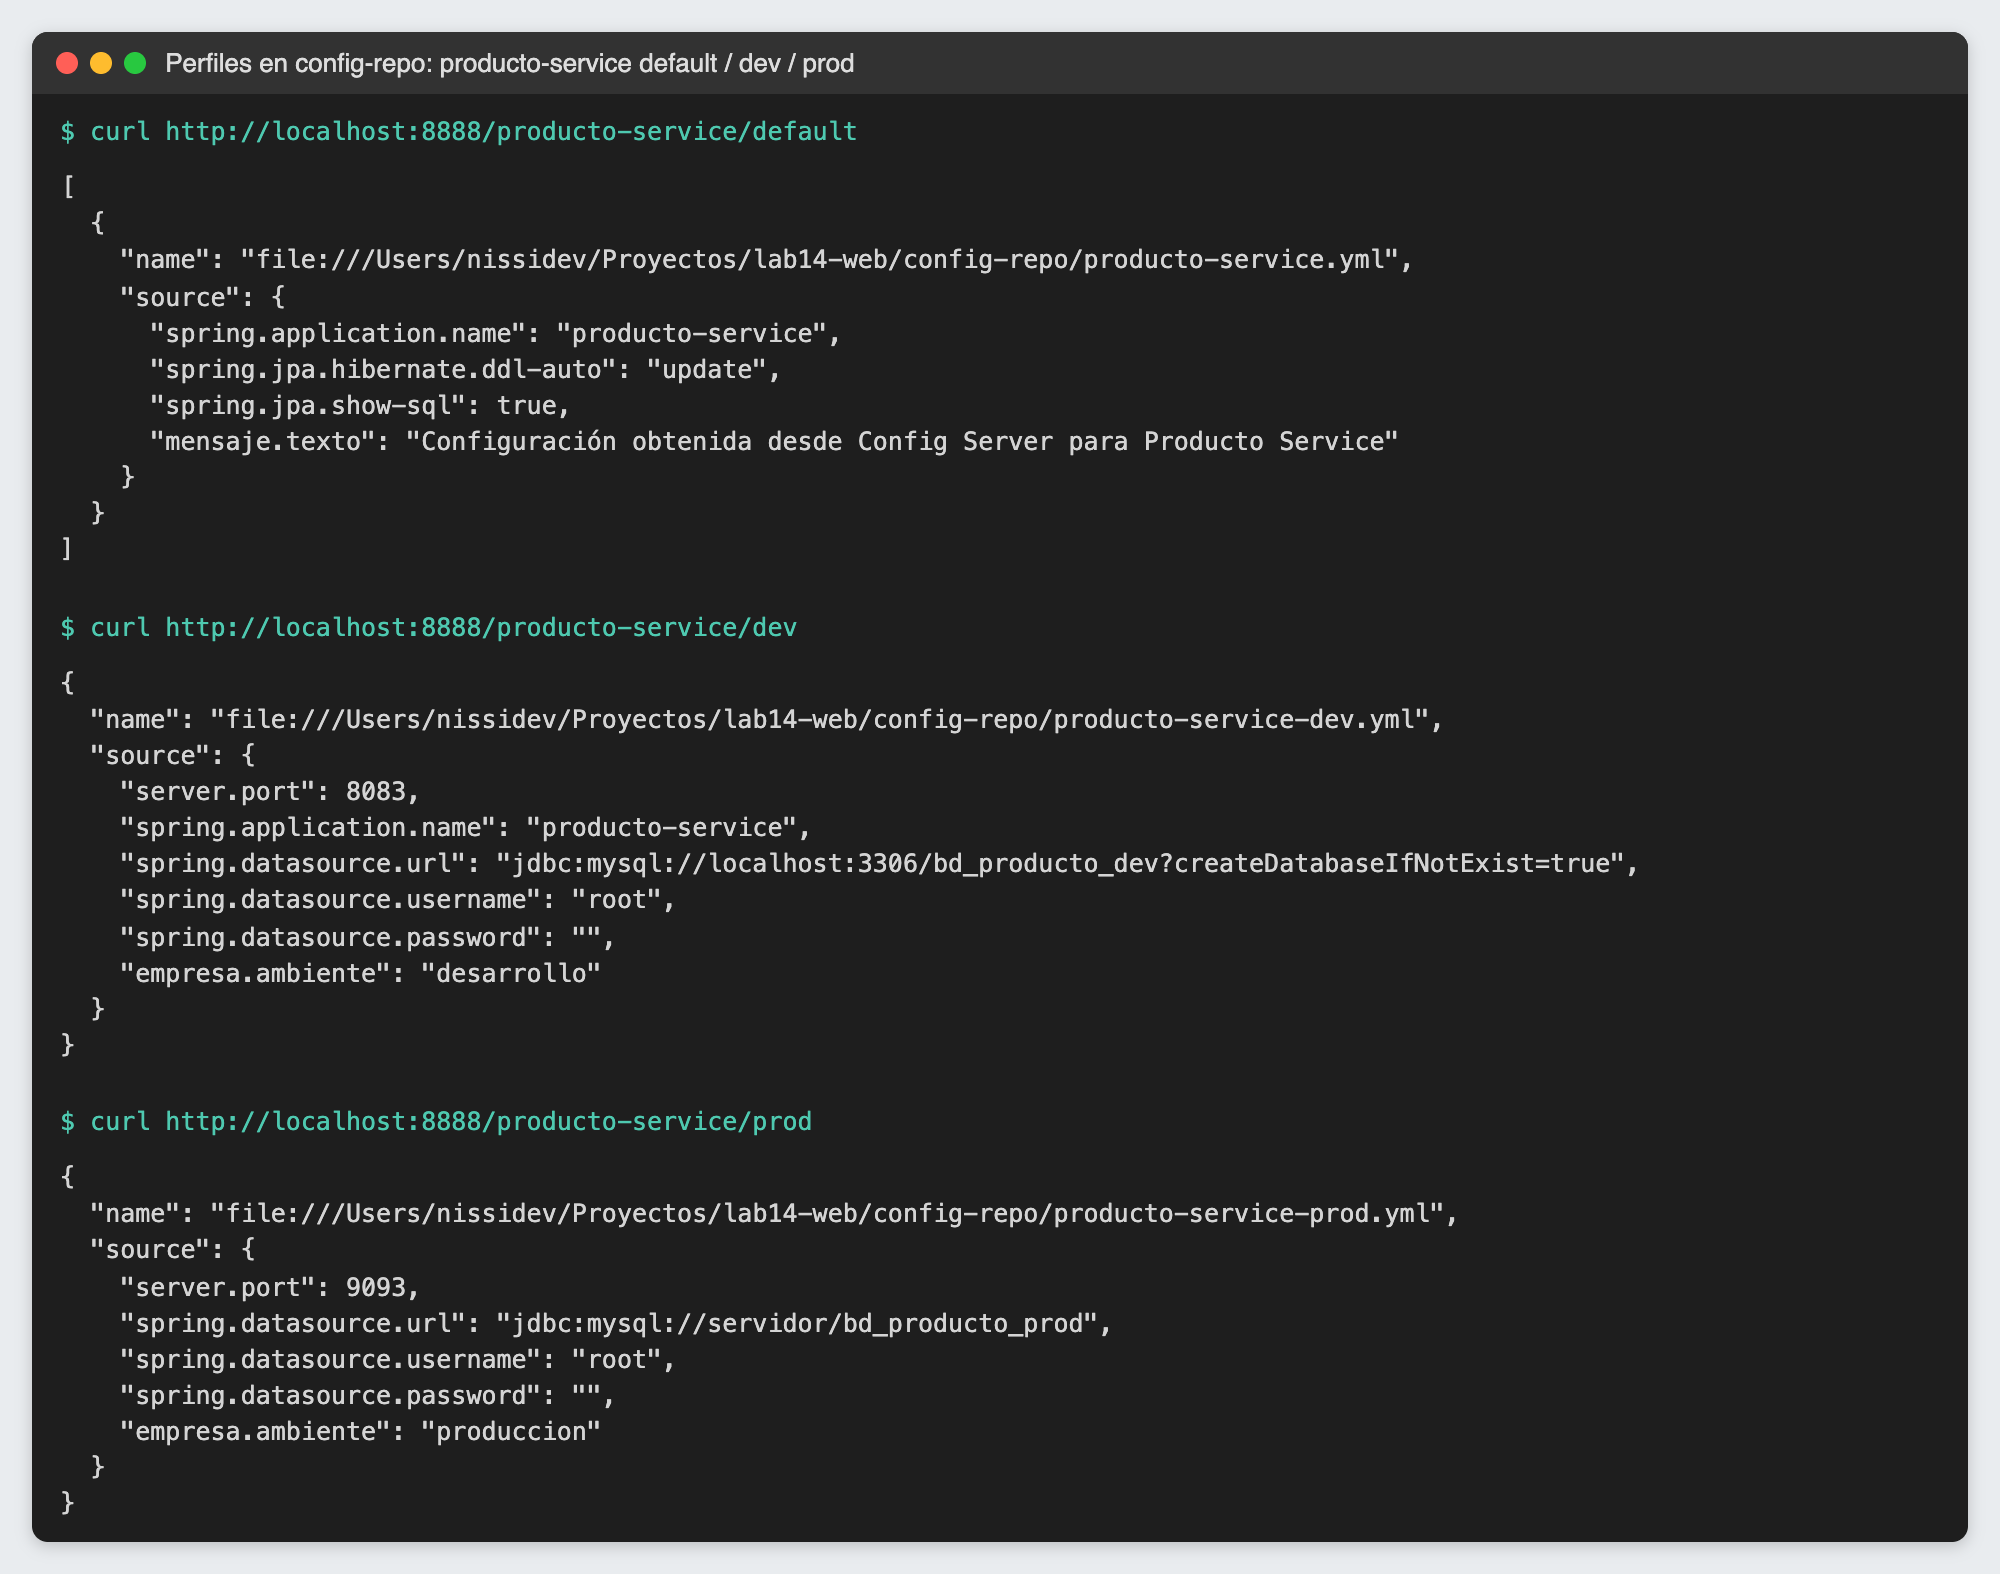 Perfiles en config-repo: producto-service default / dev / prod
$ curl http://localhost:8888/producto-service/default
[
  {
    "name": "file:///Users/nissidev/Proyectos/lab14-web/config-repo/producto-service.yml",
    "source": {
      "spring.application.name": "producto-service",
      "spring.jpa.hibernate.ddl-auto": "update",
      "spring.jpa.show-sql": true,
      "mensaje.texto": "Configuración obtenida desde Config Server para Producto Service"
    }
  }
]
$ curl http://localhost:8888/producto-service/dev
{
  "name": "file:///Users/nissidev/Proyectos/lab14-web/config-repo/producto-service-dev.yml",
  "source": {
    "server.port": 8083,
    "spring.application.name": "producto-service",
    "spring.datasource.url": "jdbc:mysql://localhost:3306/bd_producto_dev?createDatabaseIfNotExist=true",
    "spring.datasource.username": "root",
    "spring.datasource.password": "",
    "empresa.ambiente": "desarrollo"
  }
}
$ curl http://localhost:8888/producto-service/prod
{
  "name": "file:///Users/nissidev/Proyectos/lab14-web/config-repo/producto-service-prod.yml",
  "source": {
    "server.port": 9093,
    "spring.datasource.url": "jdbc:mysql://servidor/bd_producto_prod",
    "spring.datasource.username": "root",
    "spring.datasource.password": "",
    "empresa.ambiente": "produccion"
  }
}